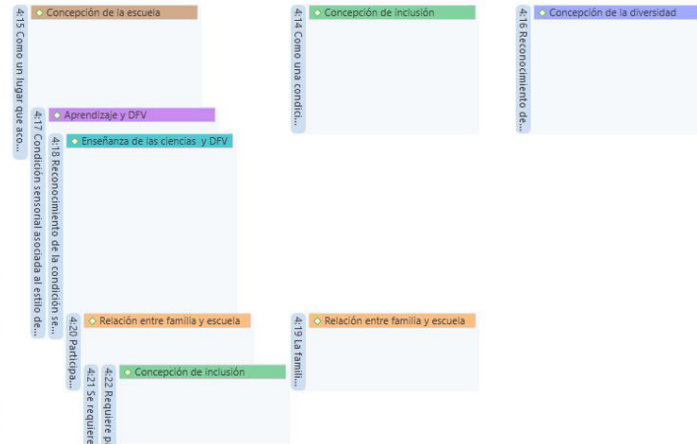 4:15 Como un lugar que aco...
Concepción de la escuela
4:14 Como una condici...
Concepción de inclusión
4:16 Reconocimiento de...
Concepción de la diversidad
4:17 Condición sensorial asociada al estilo de...
Aprendizaje y DFV
4:18 Reconocimiento de la condición se...
Enseñanza de las ciencias y DFV
4:20 Participa...
Relación entre familia y escuela
4:19 La famili...
Relación entre familia y escuela
4:21 Se requiere
4:22 Requiere
Concepción de inclusión